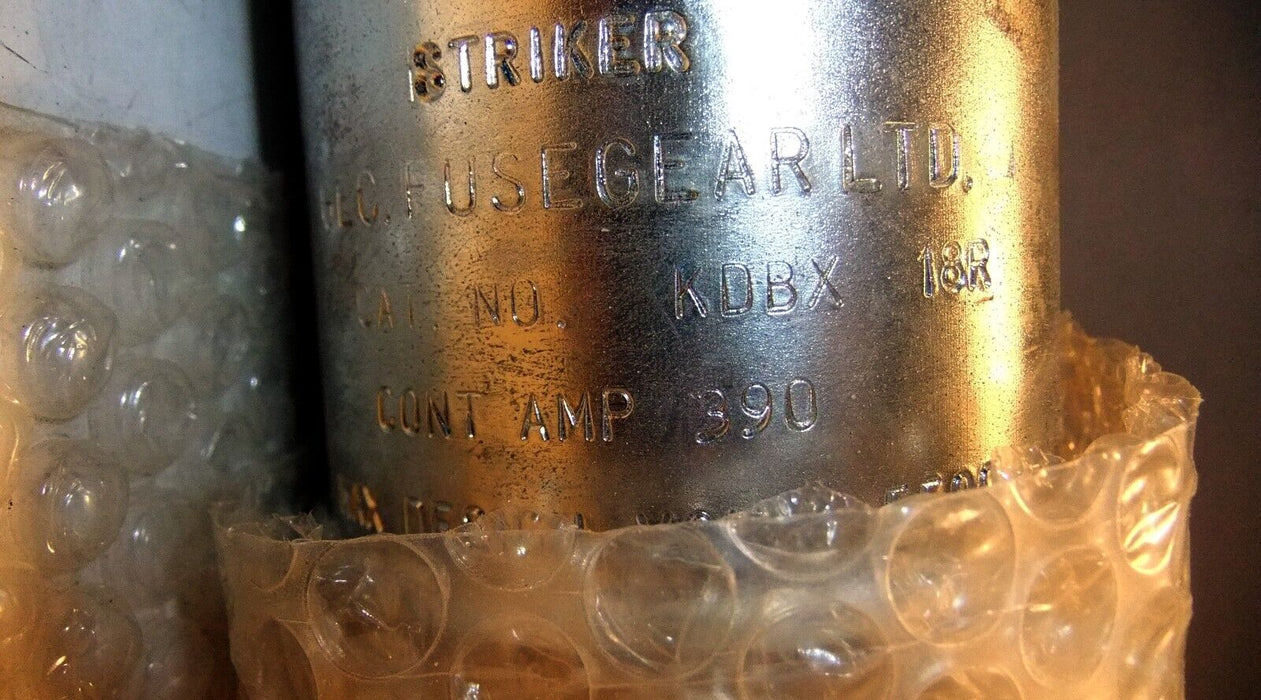 STRIKER
FUSEGEAR LTD.
CAT. NO. KDBX 18R
CONT AMP 390